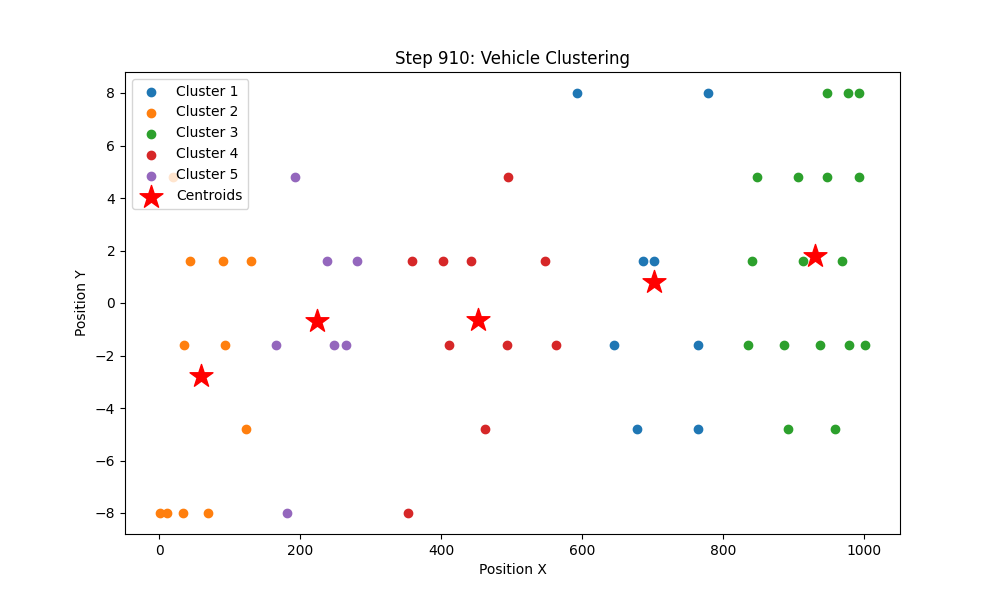 Step 910: Vehicle Clustering
Cluster 1
Cluster 2
Cluster 3
Cluster 4
Cluster 5
Centroids
8
6
4
2
0
−2
−4
−6
−8
Position Y
0 200 400 600 800 1000
Position X